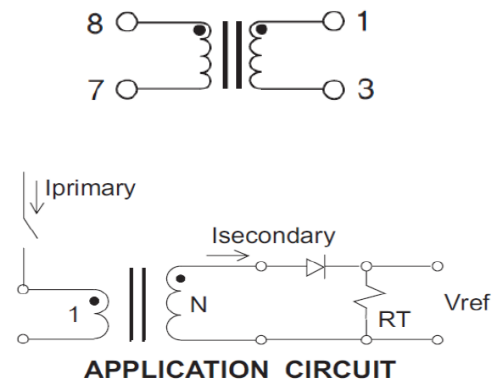 8 1
7 3
Iprimary
Isecondary
1 N RT Vref
APPLICATION CIRCUIT